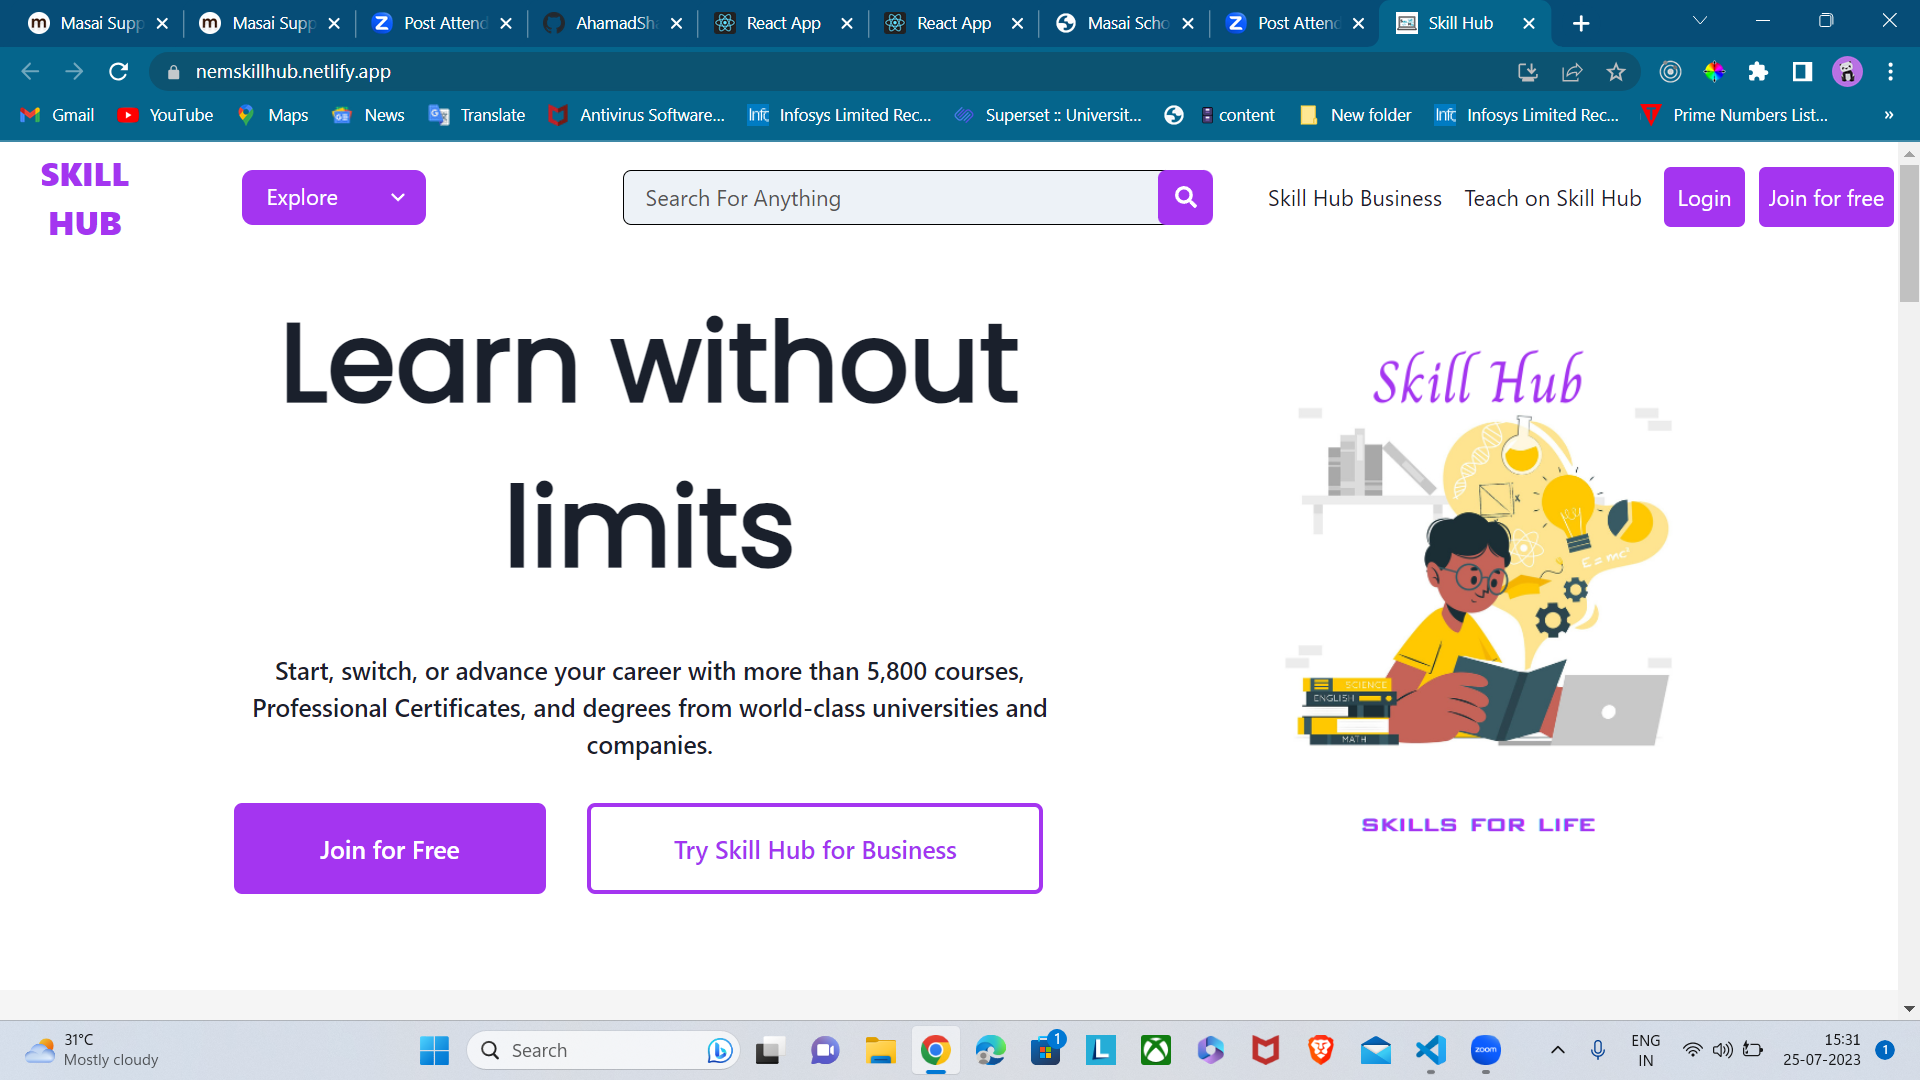 Masai Supp
Masai Supp
Post Attend
AhamadSha
React App
React App
Masai Scho
Post Attend
Skill Hub
nemskillhub.netlify.app
Gmail
YouTube
Maps
News
Translate
Antivirus Software...
Infosys Limited Rec...
Superset :: Universit...
content
New folder
Infosys Limited Rec...
Prime Numbers List...
»
SKILL
HUB
Explore
Search For Anything
Skill Hub Business
Teach on Skill Hub
Login
Join for free
Learn without
limits
Start, switch, or advance your career with more than 5,800 courses,
Professional Certificates, and degrees from world-class universities and
companies.
Join for Free
Try Skill Hub for Business
Skill Hub
E = mc²
SCIENCE
ENGLISH
MATH
SKILLS FOR LIFE
31°C
Mostly cloudy
Search
1
zoom
ENG
IN
15:31
25-07-2023
1